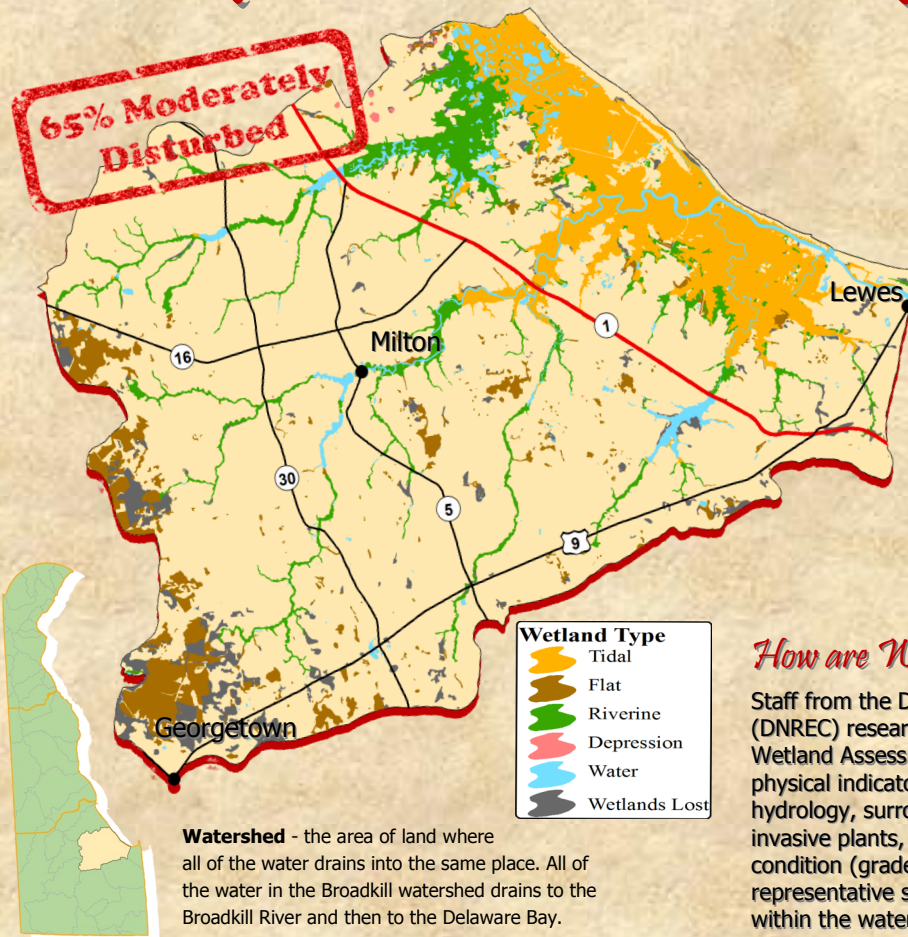 65% Moderately
Disturbed
Lewes
1
Milton
16
30
5
9
Georgetown
Wetland Type
Tidal
Flat
Riverine
Depression
Water
Wetlands Lost
Watershed - the area of land where
all of the water drains into the same place. All of
the water in the Broadkill watershed drains to the
Broadkill River and then to the Delaware Bay.
How are W
Staff from the D
(DNREC) resear
Wetland Assess
physical indicato
hydrology, surro
invasive plants,
condition (grade
representative s
within the water